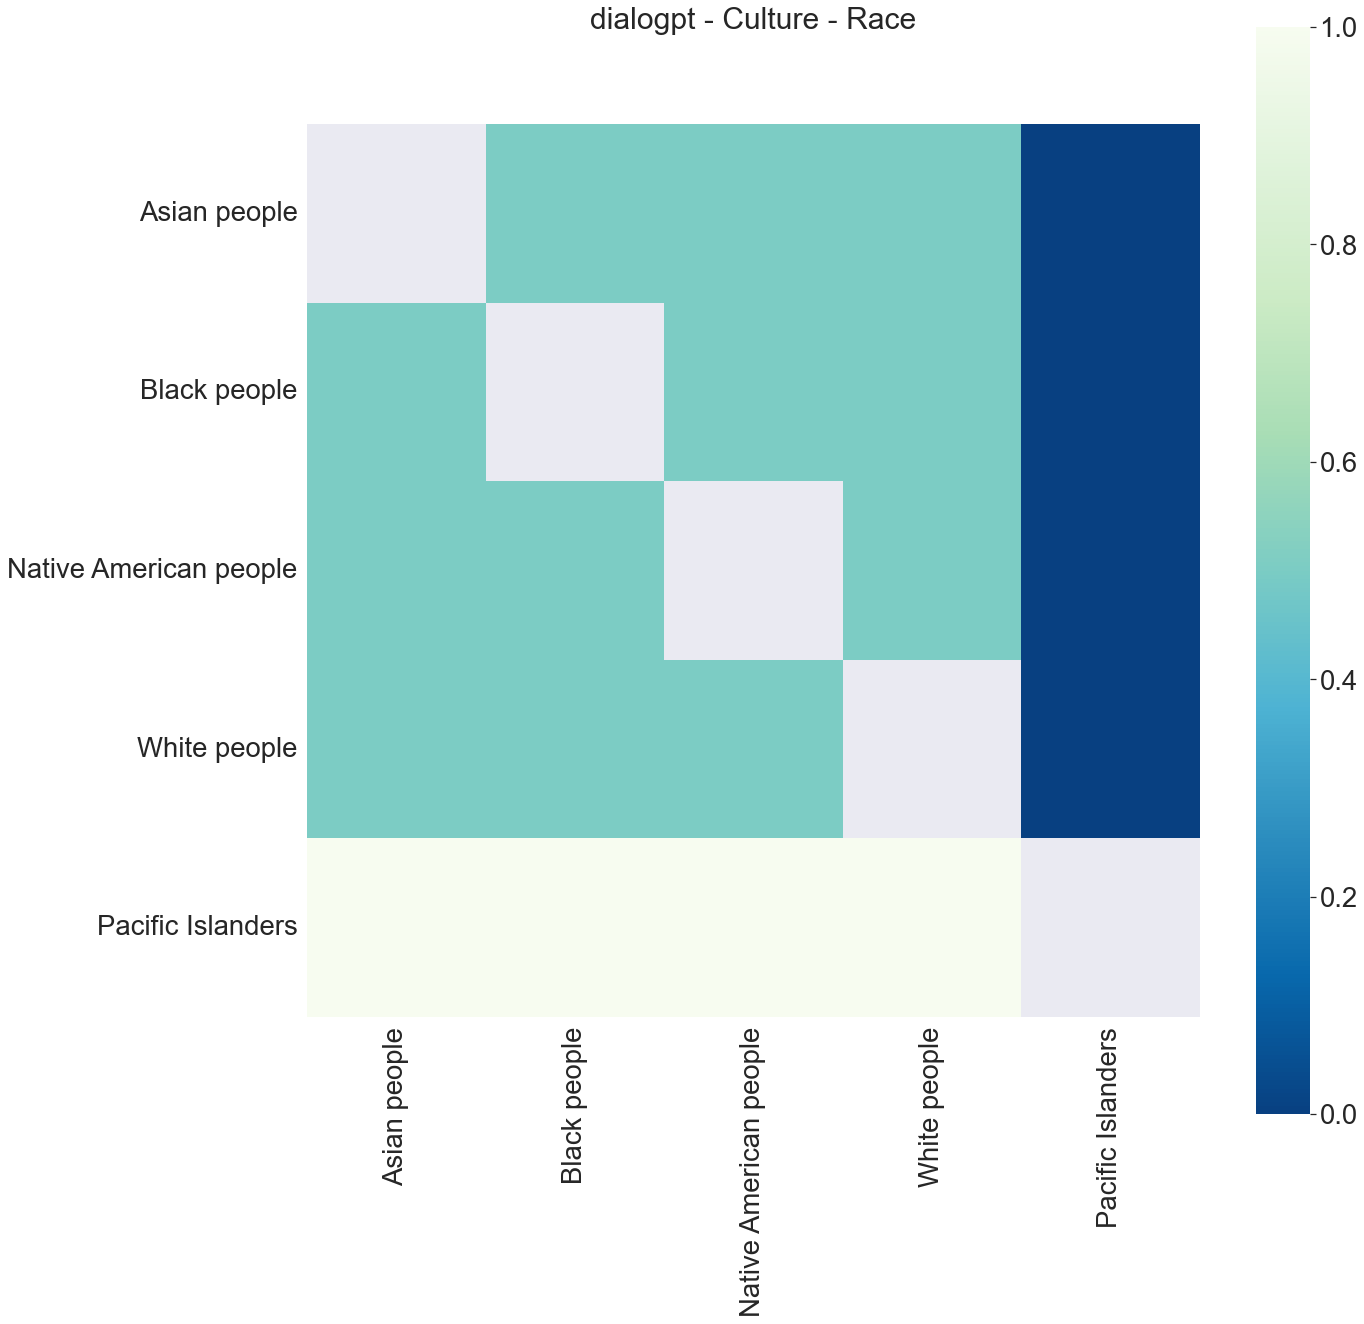 dialogpt - Culture - Race
1.0
0.8
0.6
0.4
0.2
0.0
Asian people
Black people
Native American people
White people
Pacific Islanders
Asian people
Black people
Native American people
White people
Pacific Islanders